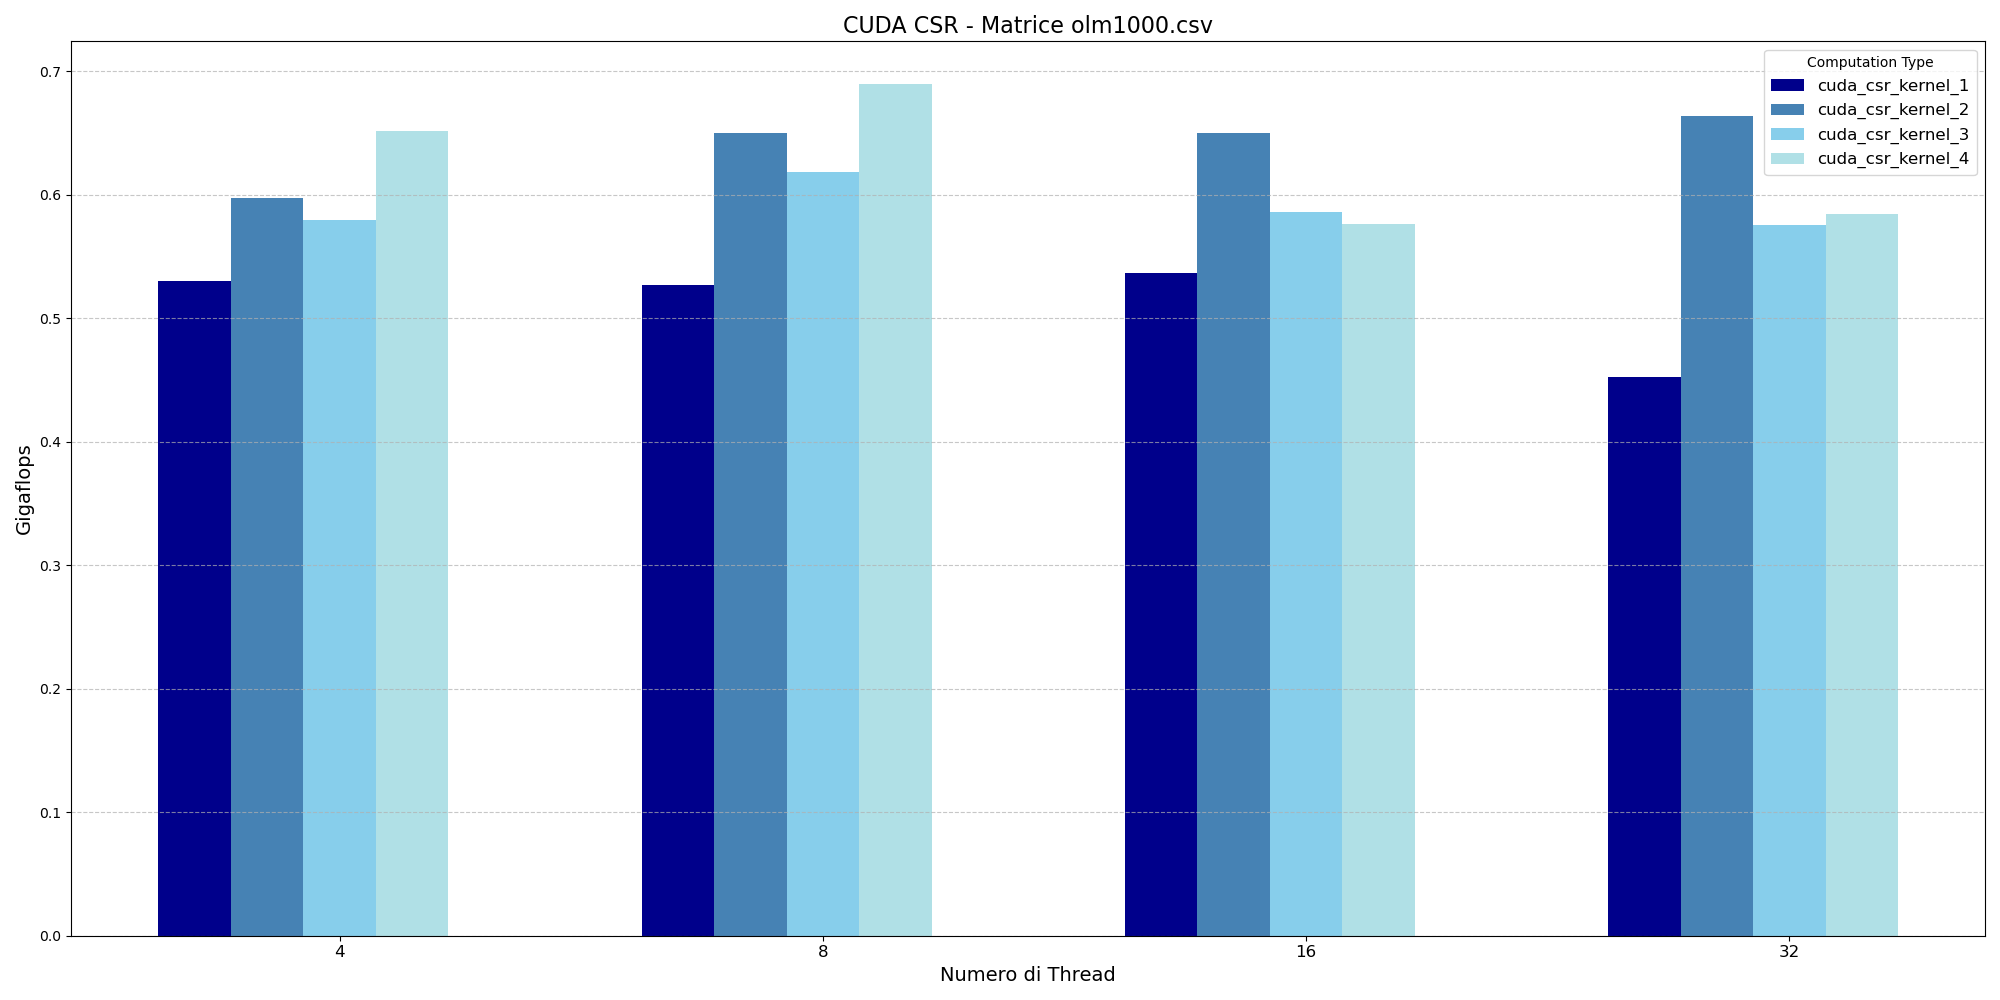 CUDA CSR - Matrice olm1000.csv
Computation Type
cuda_csr_kernel_1
cuda_csr_kernel_2
cuda_csr_kernel_3
cuda_csr_kernel_4
Gigaflops
0.7
0.6
0.5
0.4
0.3
0.2
0.1
0.0
4 8 16 32
Numero di Thread